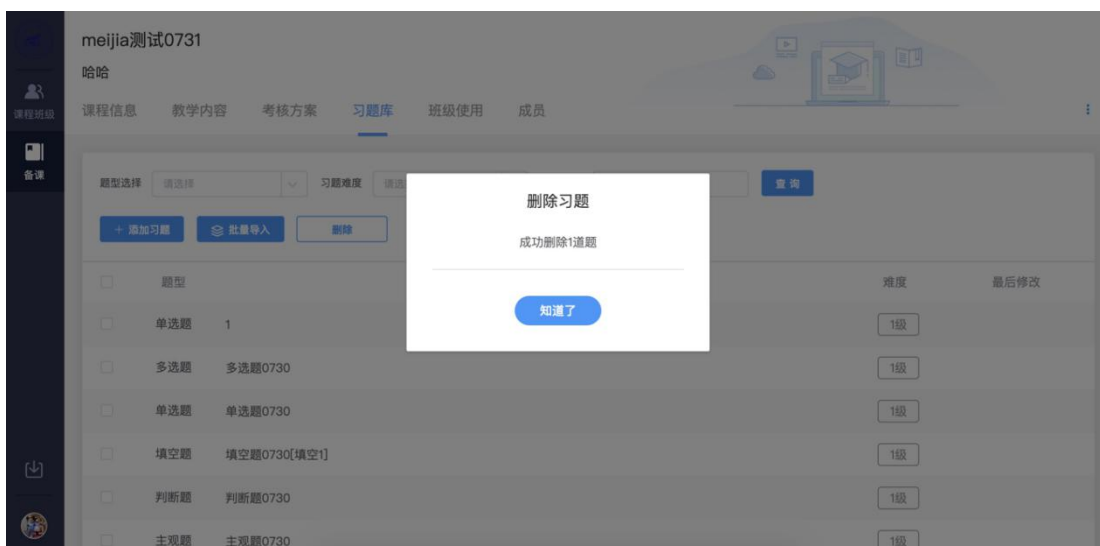 meijia测试0731
哈哈
课程班级
课程信息 教学内容 考核方案 习题库 班级使用 成员
备课
题型选择 请选择 习题难度 请选 查询
删除习题
+ 添加习题 批量导入 删除
成功删除1道题
题型 难度 最后修改
知道了
单选题 1 1级
多选题 多选题0730 1级
单选题 单选题0730 1级
填空题 填空题0730[填空1] 1级
判断题 判断题0730 1级
主观题 主观题0730 1级